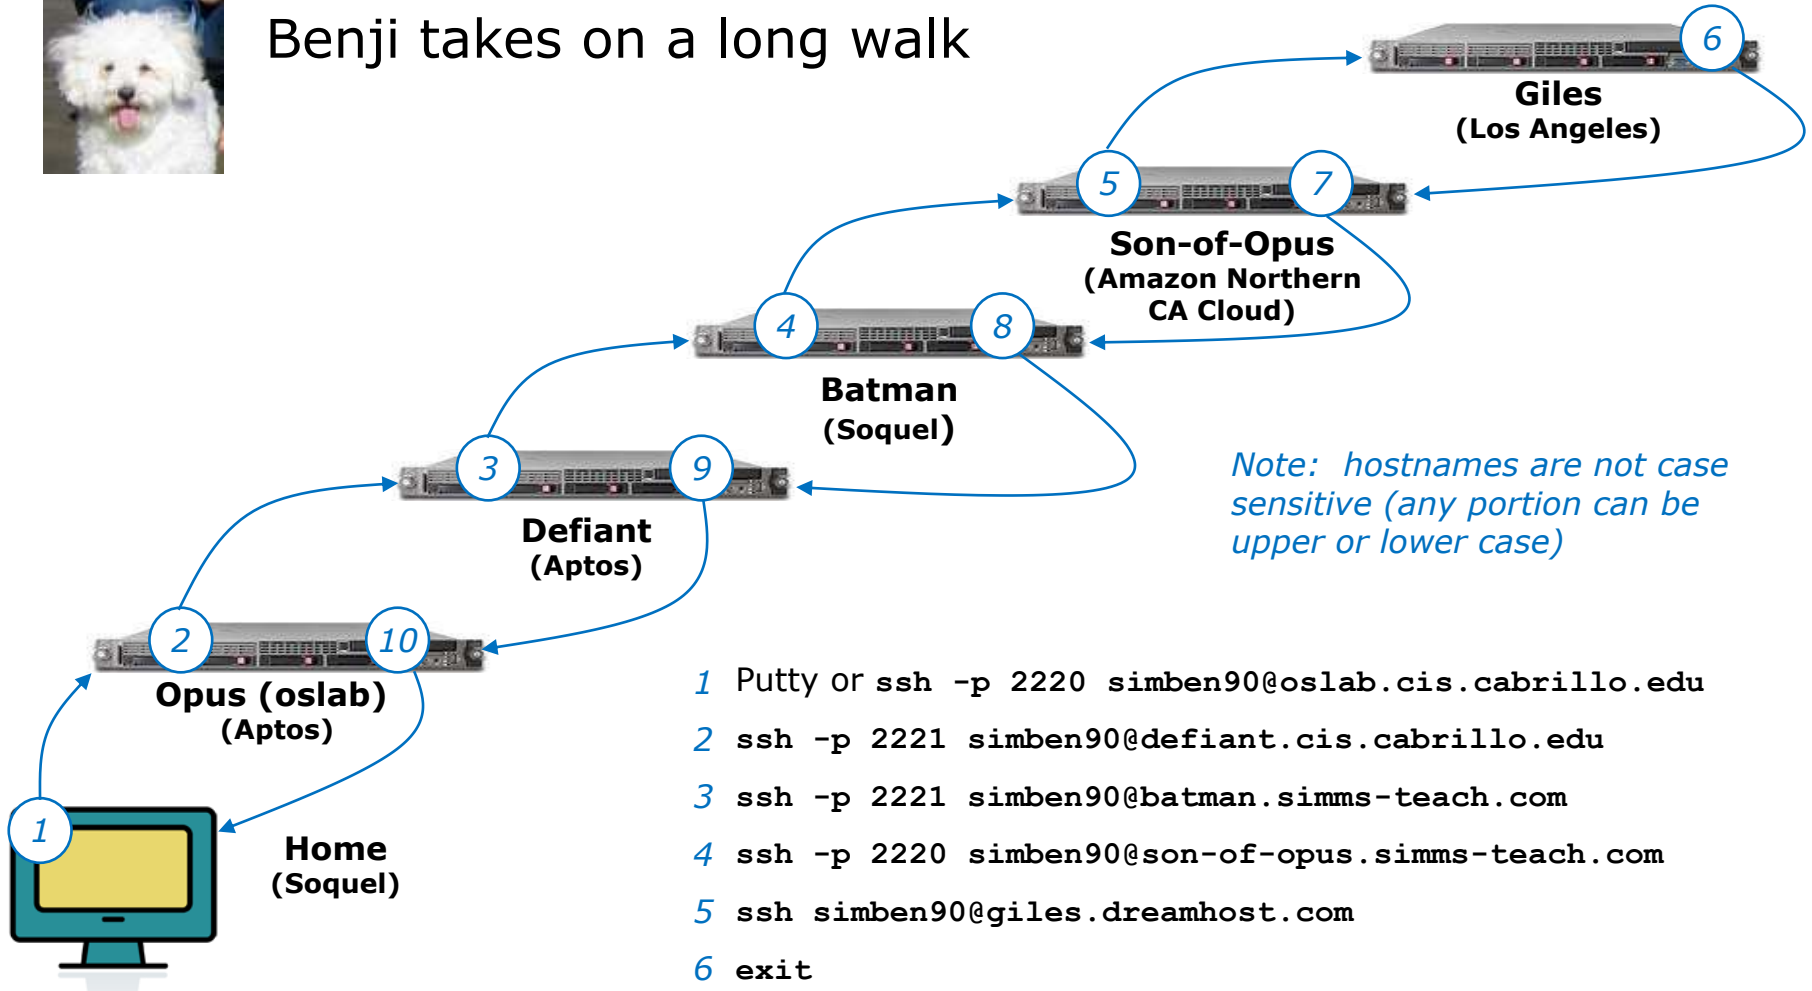 Benji takes on a long walk
6
Giles
(Los Angeles)
5
7
Son-of-Opus
(Amazon Northern
CA Cloud)
4
8
Batman
(Soquel)
3
9
Defiant
(Aptos)
Note: hostnames are not case
sensitive (any portion can be
upper or lower case)
2
10
Opus (oslab)
(Aptos)
1
Home
(Soquel)
1 Putty or ssh -p 2220 simben90@oslab.cis.cabrillo.edu
2 ssh -p 2221 simben90@defiant.cis.cabrillo.edu
3 ssh -p 2221 simben90@batman.simms-teach.com
4 ssh -p 2220 simben90@son-of-opus.simms-teach.com
5 ssh simben90@giles.dreamhost.com
6 exit